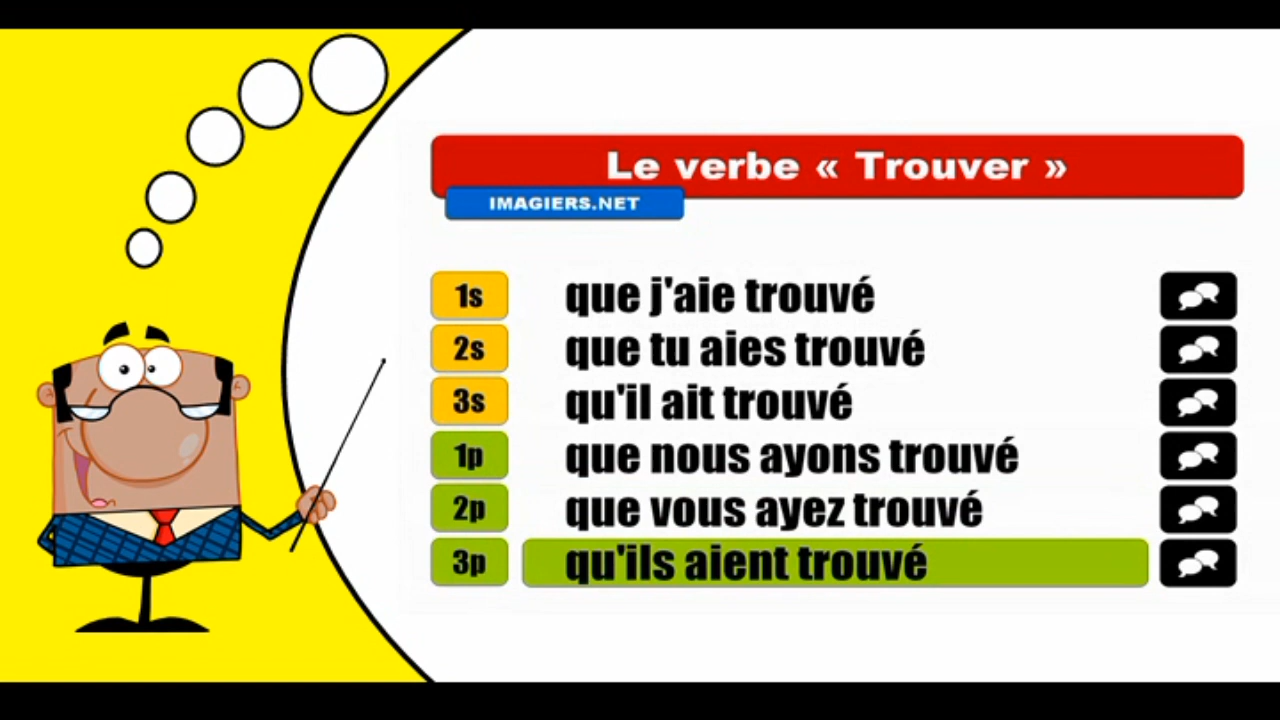 Le verbe « Trouver »
IMAGIERS.NET
1s que j'aie trouvé
2s que tu aies trouvé
3s qu'il ait trouvé
1p que nous ayons trouvé
2p que vous ayez trouvé
3p qu'ils aient trouvé